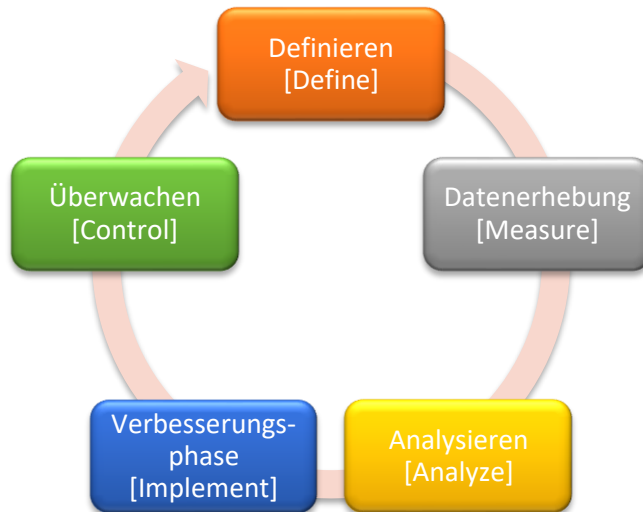 Definieren
[Define]
Datenerhebung
[Measure]
Analysieren
[Analyze]
Verbesserungs-
phase
[Implement]
Überwachen
[Control]